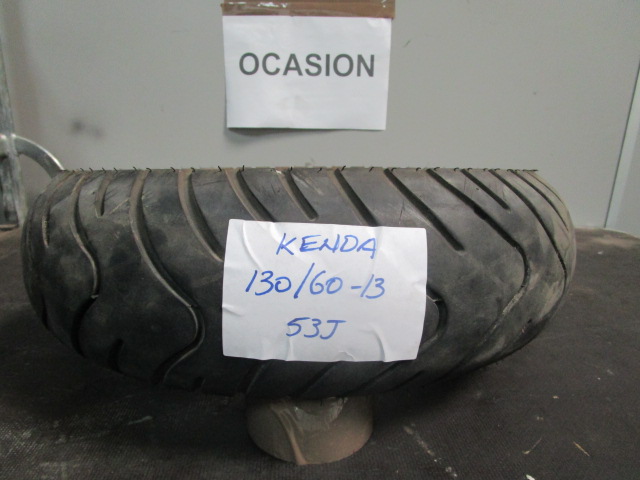 OCASION
KENDA
130/60-13
53J